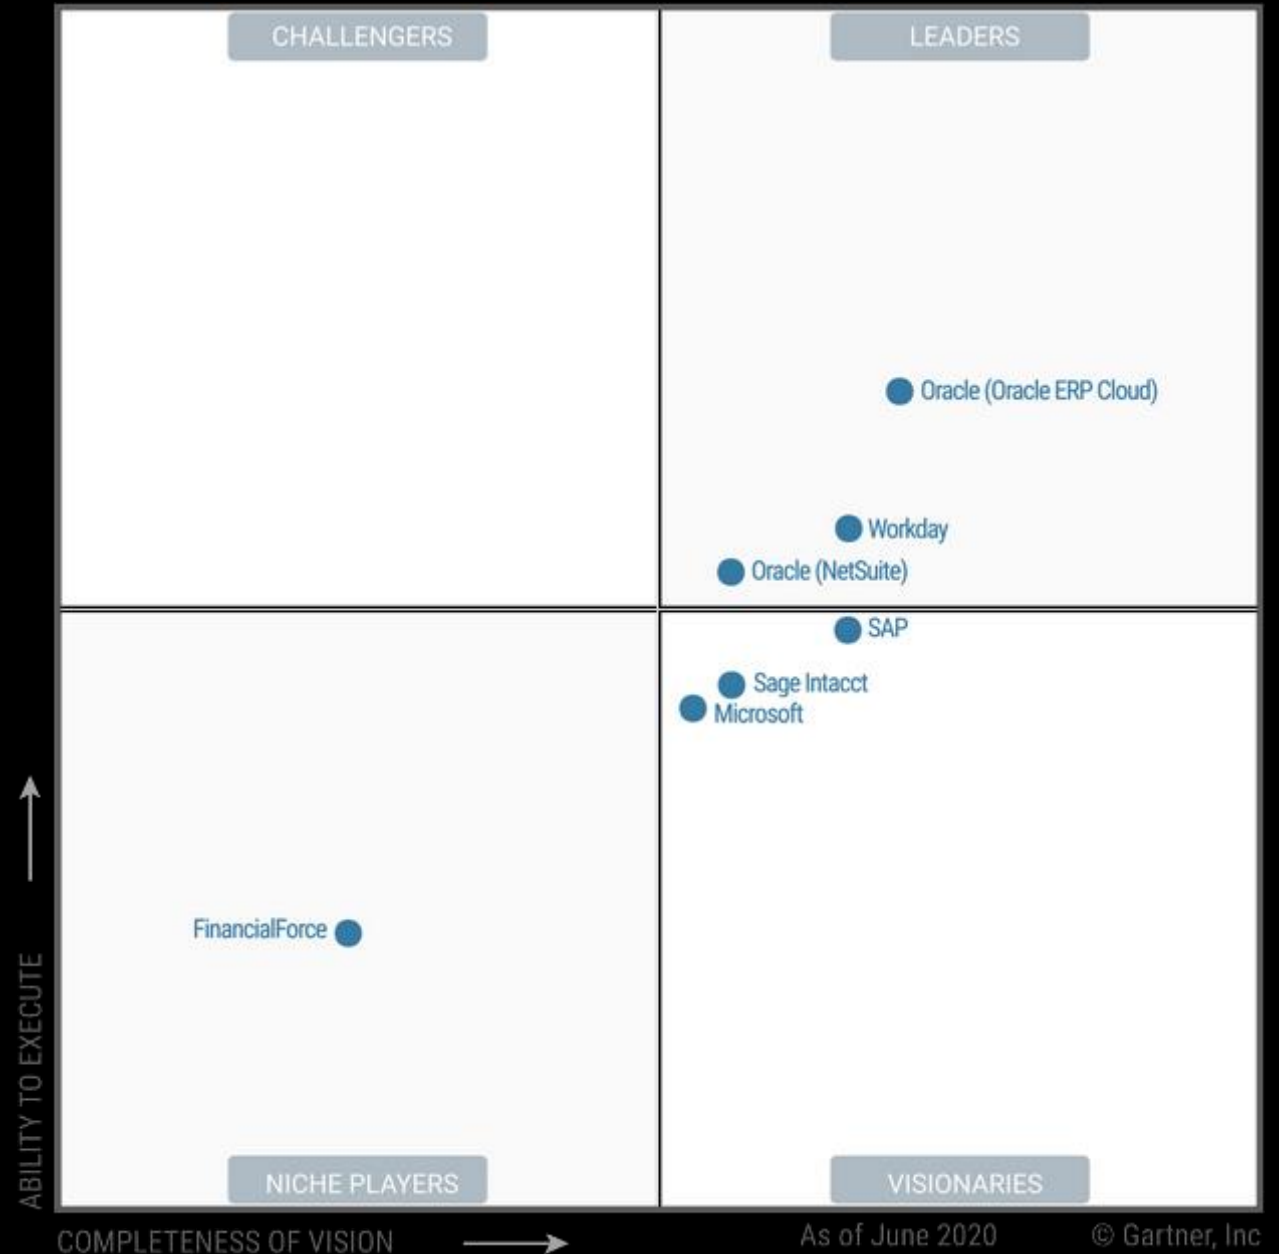 CHALLENGERS
LEADERS
Oracle (Oracle ERP Cloud)
Workday
Oracle (NetSuite)
SAP
Sage Intacct
Microsoft
FinancialForce
ABILITY TO EXECUTE
NICHE PLAYERS
VISIONARIES
COMPLETENESS OF VISION
As of June 2020
© Gartner, Inc